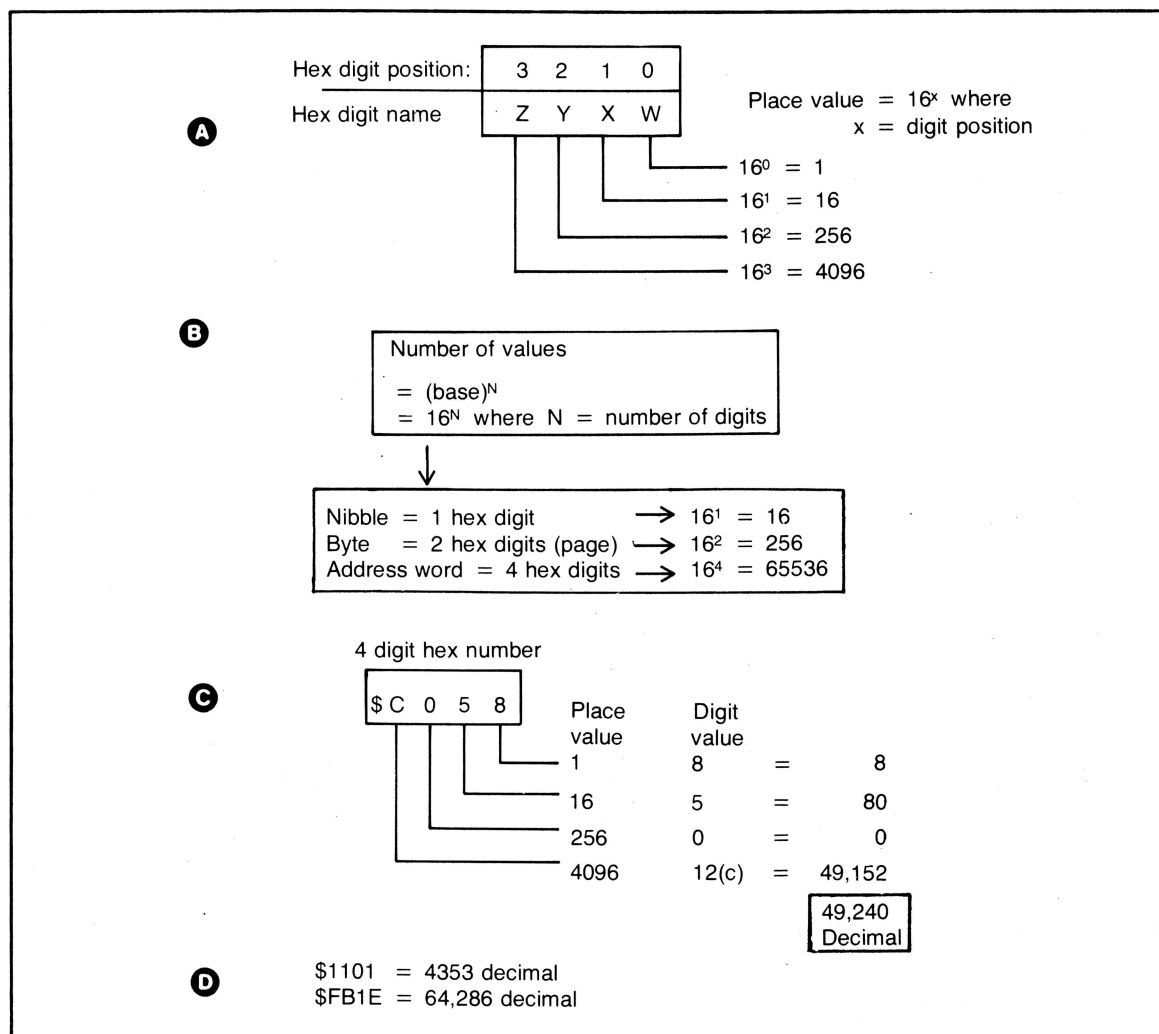 Hex digit position: 3 2 1 0
Hex digit name Z Y X W
Place value = 16ˣ where
x = digit position
A
16⁰ = 1
16¹ = 16
16² = 256
16³ = 4096
B
Number of values
= (base)ᴺ
= 16ᴺ where N = number of digits
Nibble = 1 hex digit → 16¹ = 16
Byte = 2 hex digits (page) → 16² = 256
Address word = 4 hex digits → 16⁴ = 65536
4 digit hex number
C
$ C 0 5 8
Place value
Digit value
1 8 = 8
16 5 = 80
256 0 = 0
4096 12(c) = 49,152
49,240
Decimal
D
$1101 = 4353 decimal
$FB1E = 64,286 decimal